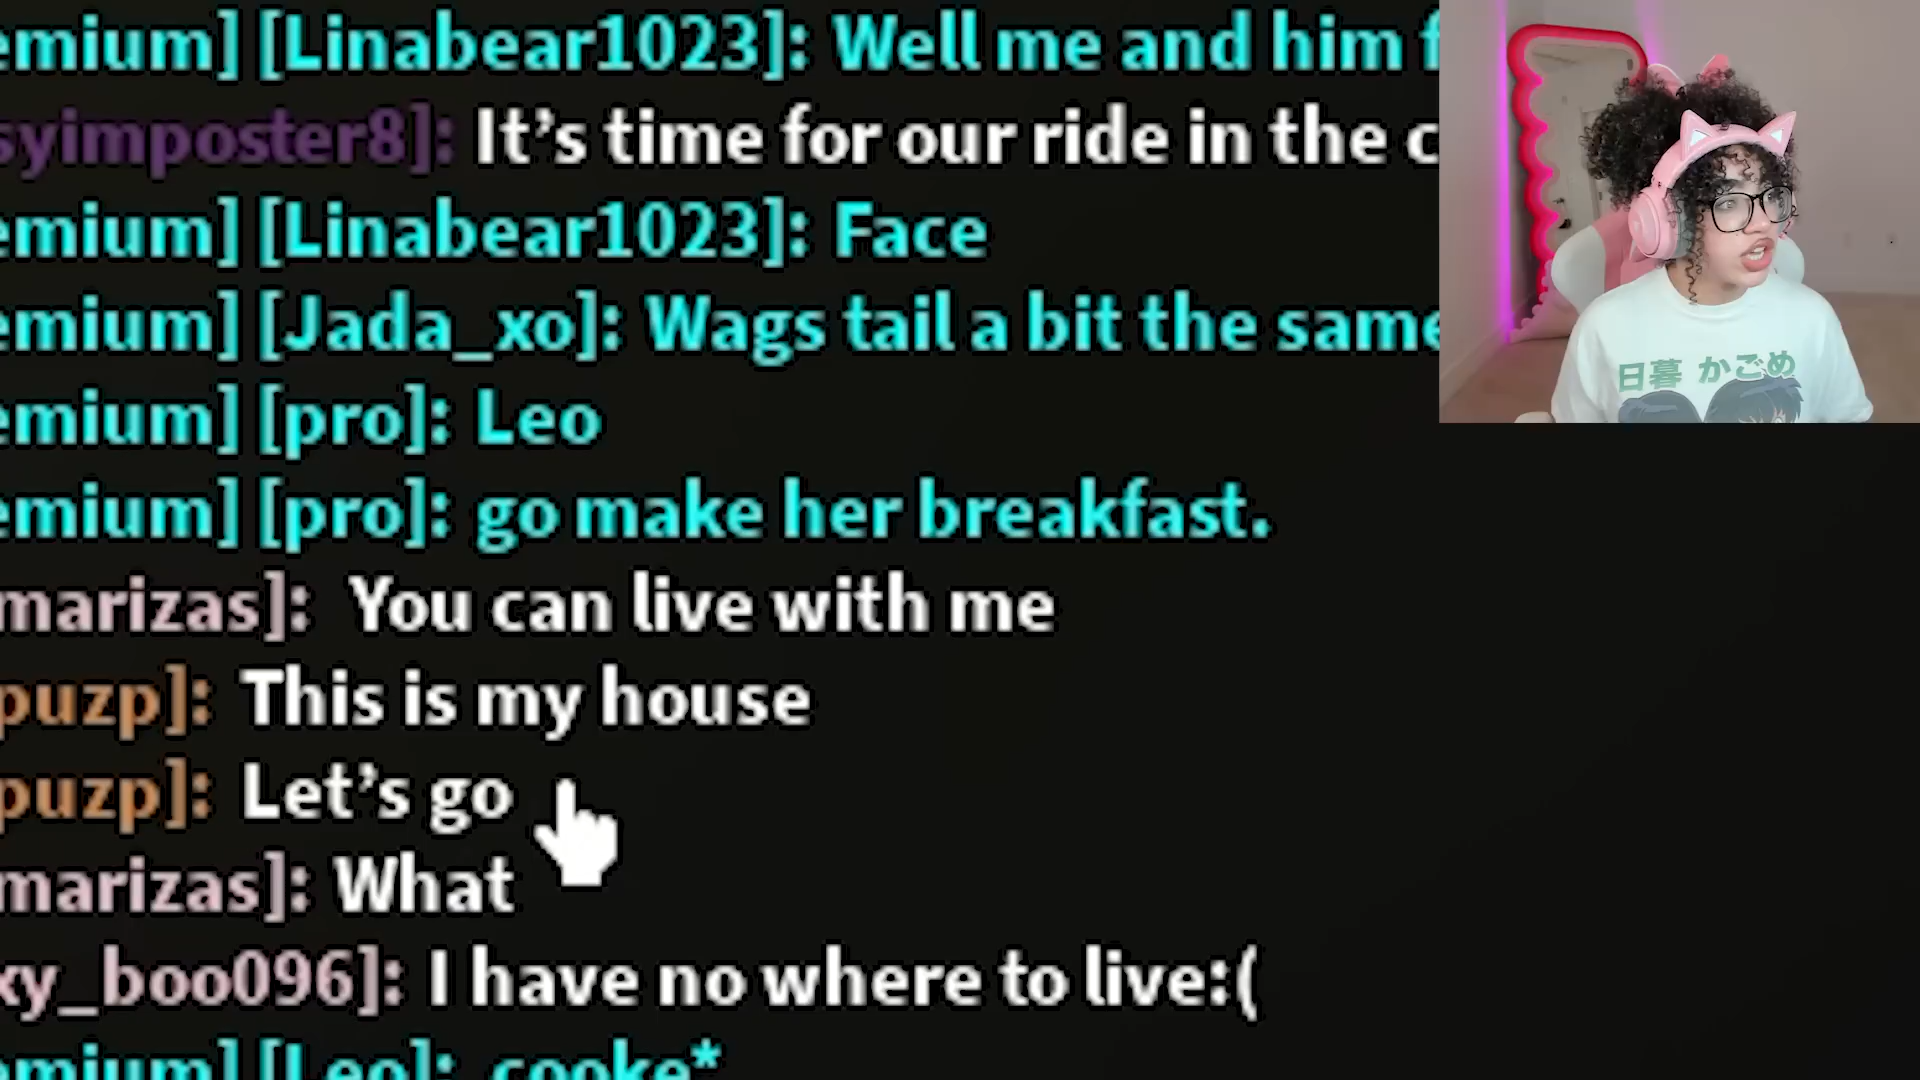 emium] [Linabear1023]: Well me and him f
syimposter8]: It’s time for our ride in the c
emium] [Linabear1023]: Face
emium] [Jada_xo]: Wags tail a bit the same
emium] [pro]: Leo
emium] [pro]: go make her breakfast.
marizas]: You can live with me
puzp]: This is my house
puzp]: Let’s go
marizas]: What
xy_boo096]: I have no where to live:(
emium] [Leo]: cooke*
日暮 かごめ